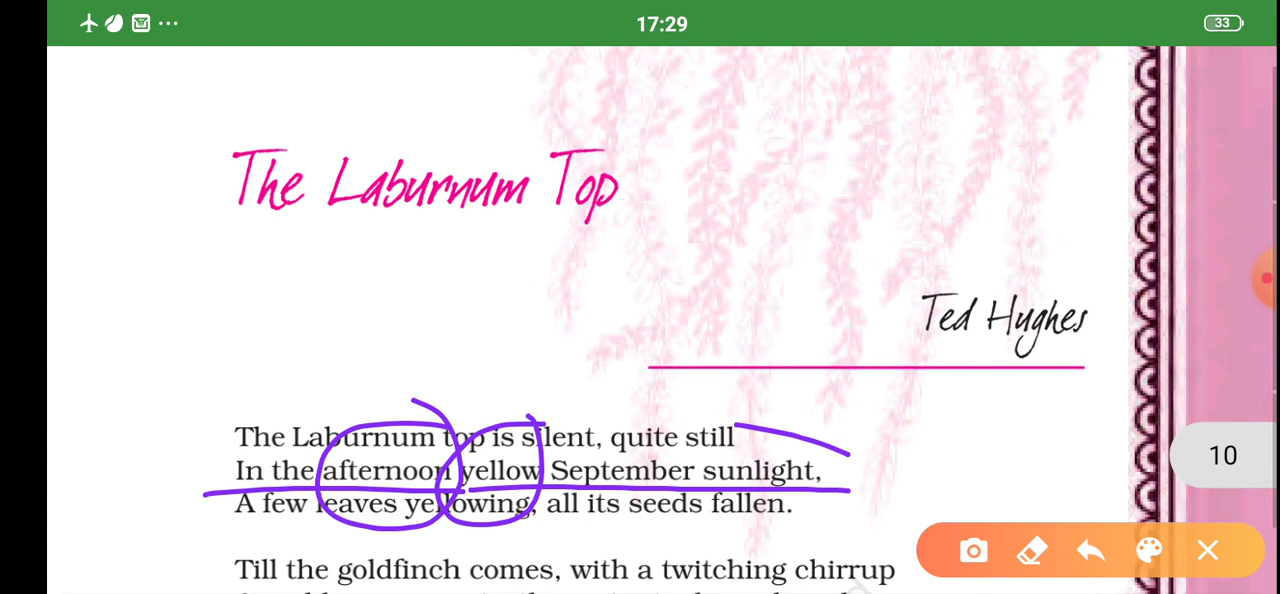 17:29
33
The Laburnum Top
Ted Hughes
The Laburnum top is silent, quite still
In the afternoon yellow September sunlight,
A few leaves yellowing, all its seeds fallen.
10
Till the goldfinch comes, with a twitching chirrup